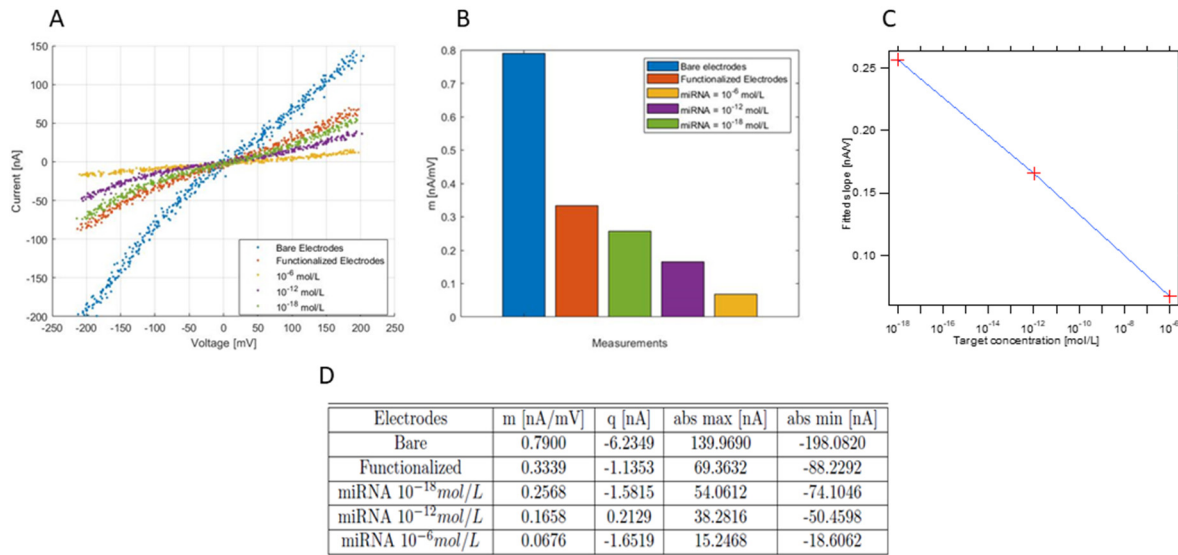 A
150
100
50
0
-50
-100
-150
-200
-250 -200 -150 -100 -50 0 50 100 150 200 250
Current [nA]
Voltage [mV]
Bare Electrodes
Functionalized Electrodes
10⁻⁶ mol/L
10⁻¹² mol/L
10⁻¹⁸ mol/L
B
0.8
0.7
0.6
0.5
0.4
0.3
0.2
0.1
0
m [nA/mV]
Measurements
Bare electrodes
Functionalized Electrodes
miRNA = 10⁻⁶ mol/L
miRNA = 10⁻¹² mol/L
miRNA = 10⁻¹⁸ mol/L
C
0.25
0.20
0.15
0.10
Fitted slope [nA/V]
10⁻¹⁸ 10⁻¹⁶ 10⁻¹⁴ 10⁻¹² 10⁻¹⁰ 10⁻⁸ 10⁻⁶
Target concentration [mol/L]
D
Electrodes m [nA/mV] q [nA] abs max [nA] abs min [nA]
Bare 0.7900 -6.2349 139.9690 -198.0820
Functionalized 0.3339 -1.1353 69.3632 -88.2292
miRNA 10⁻¹⁸mol/L 0.2568 -1.5815 54.0612 -74.1046
miRNA 10⁻¹²mol/L 0.1658 0.2129 38.2816 -50.4598
miRNA 10⁻⁶mol/L 0.0676 -1.6519 15.2468 -18.6062